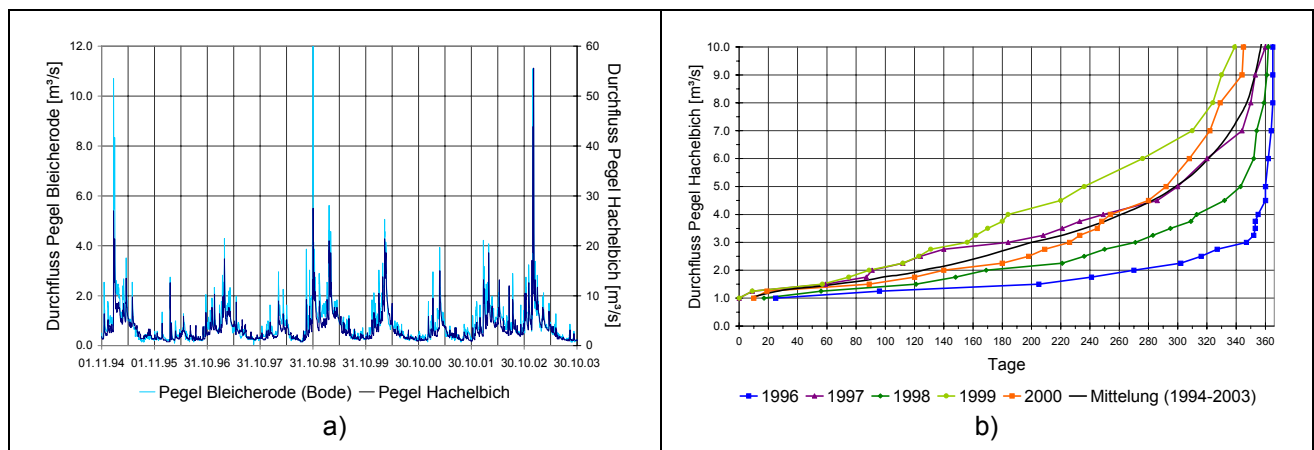 12.0
10.0
8.0
6.0
4.0
2.0
0.0
Durchfluss Pegel Bleicherode [m³/s]
60
50
40
30
20
10
0
Durchfluss Pegel Hachelbich [m³/s]
01.11.94 01.11.95 31.10.96 31.10.97 31.10.98 31.10.99 30.10.00 30.10.01 30.10.02 30.10.03
Pegel Bleicherode (Bode) Pegel Hachelbich
a)
10.0
9.0
8.0
7.0
6.0
5.0
4.0
3.0
2.0
1.0
0.0
Durchfluss Pegel Hachelbich [m³/s]
0 20 40 60 80 100 120 140 160 180 200 220 240 260 280 300 320 340 360
Tage
1996 1997 1998 1999 2000 Mittelung (1994-2003)
b)